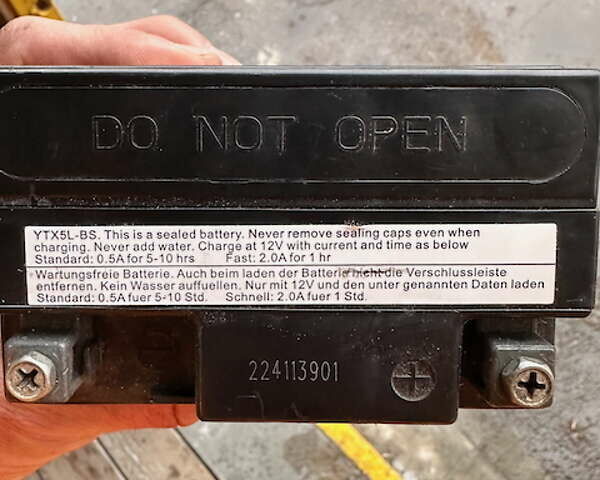 DO NOT OPEN
YTX5L-BS. This is a sealed battery. Never remove sealing caps even when
charging. Never add water. Charge at 12V with current and time as below
Standard: 0.5A for 5-10 hrs Fast: 2.0A for 1 hr
Wartungsfreie Batterie. Auch beim laden der Batterie nicht die Verschlussleiste
entfernen. Kein Wasser auffuellen. Nur mit 12V und den unter genannten Daten laden
Standard: 0.5A fuer 5-10 Std. Schnell: 2.0A fuer 1 Std.
224113901